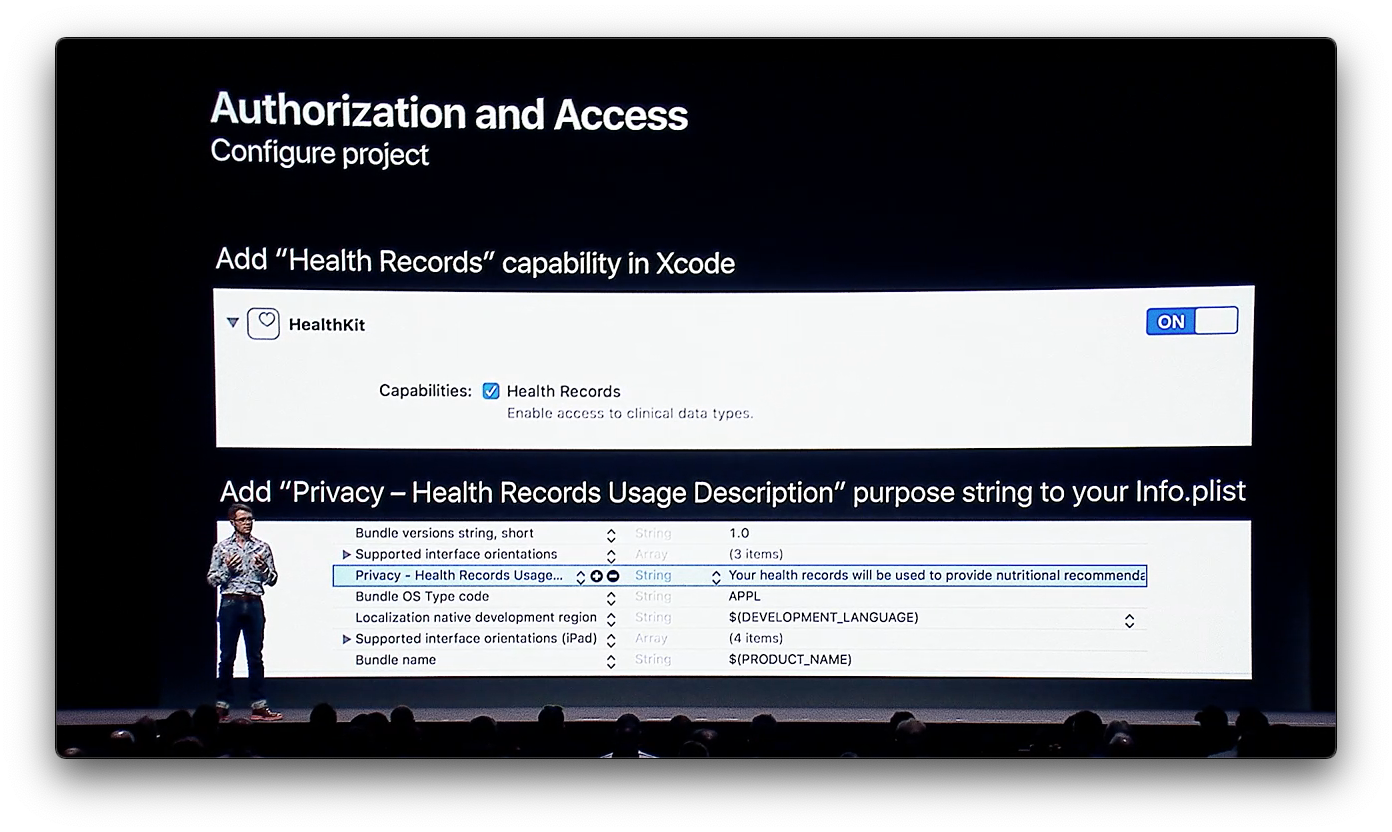 Authorization and Access
Configure project
Add “Health Records” capability in Xcode
HealthKit ON
Capabilities: Health Records
Enable access to clinical data types.
Add “Privacy – Health Records Usage Description” purpose string to your Info.plist
Bundle versions string, short String 1.0
Supported interface orientations Array (3 items)
Privacy - Health Records Usage... String Your health records will be used to provide nutritional
Bundle OS Type code String APPL
Localization native development region String $(DEVELOPMENT_LANGUAGE)
Supported interface orientations (iPad) Array (4 items)
Bundle name String $(PRODUCT_NAME)